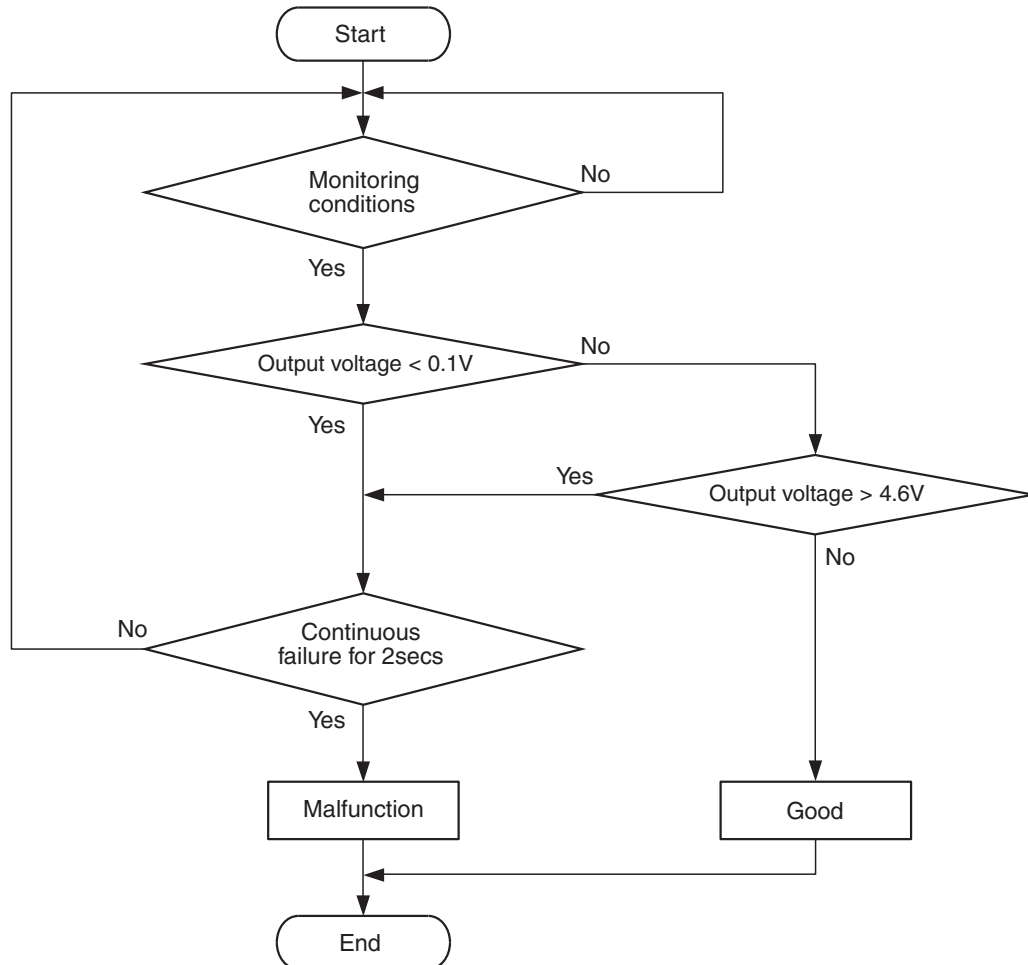 Start
Monitoring
conditions
No
Yes
Output voltage < 0.1V
No
Yes
Yes
Output voltage > 4.6V
No
Continuous
failure for 2secs
No
Yes
Malfunction
Good
End